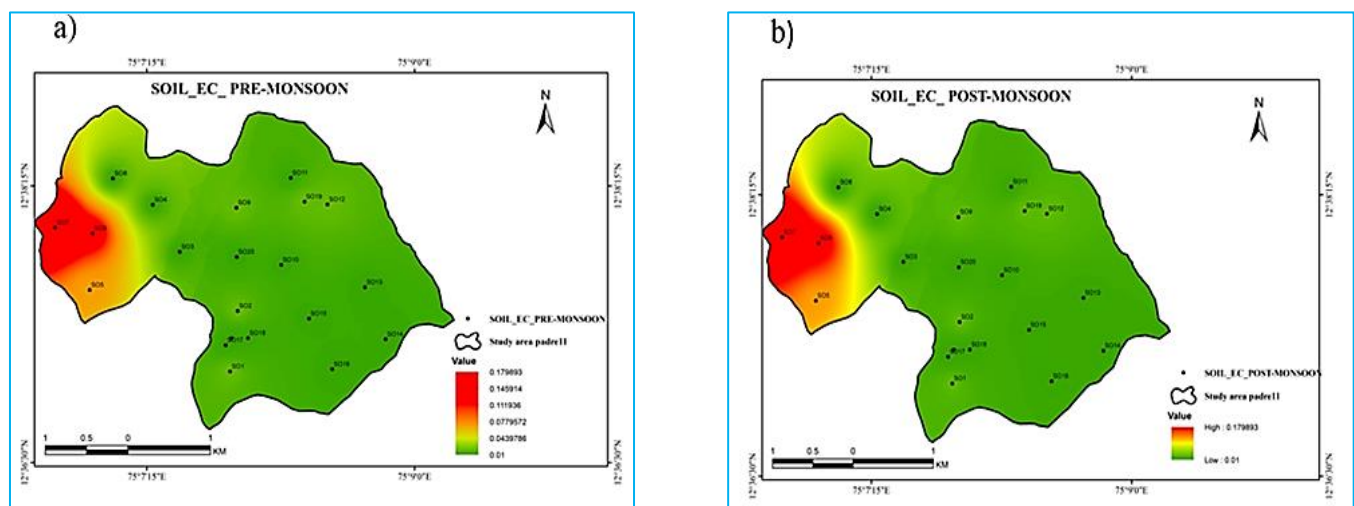 a)
75°7'15"E 75°9'0"E
SOIL_EC_ PRE-MONSOON
N
12°38'15"N 12°38'15"N
SO11
SO4
SO9
SO19 SO12
SO3
SO20
SO10
SO5
SO13
SO2
SO15
SO14
SO1
SO16
SOIL_EC_PRE-MONSOON
Study area padre11
Value
0.179893
0.145914
0.111936
0.0779572
0.0439786
0.01
1 0.5 0 1
KM
12°36'30"N 12°36'30"N
75°7'15"E 75°9'0"E
b)
75°7'15"E 75°9'0"E
SOIL_EC_ POST-MONSOON
N
12°38'15"N 12°38'15"N
SO11
SO4
SO9
SO19 SO12
SO3
SO20
SO10
SO5
SO13
SO2
SO15
SO14
SO1
SO16
SOIL_EC_POST-MONSOON
Study area padre11
Value
High : 0.179893
Low : 0.01
1 0.5 0 1
KM
12°36'30"N 12°36'30"N
75°7'15"E 75°9'0"E